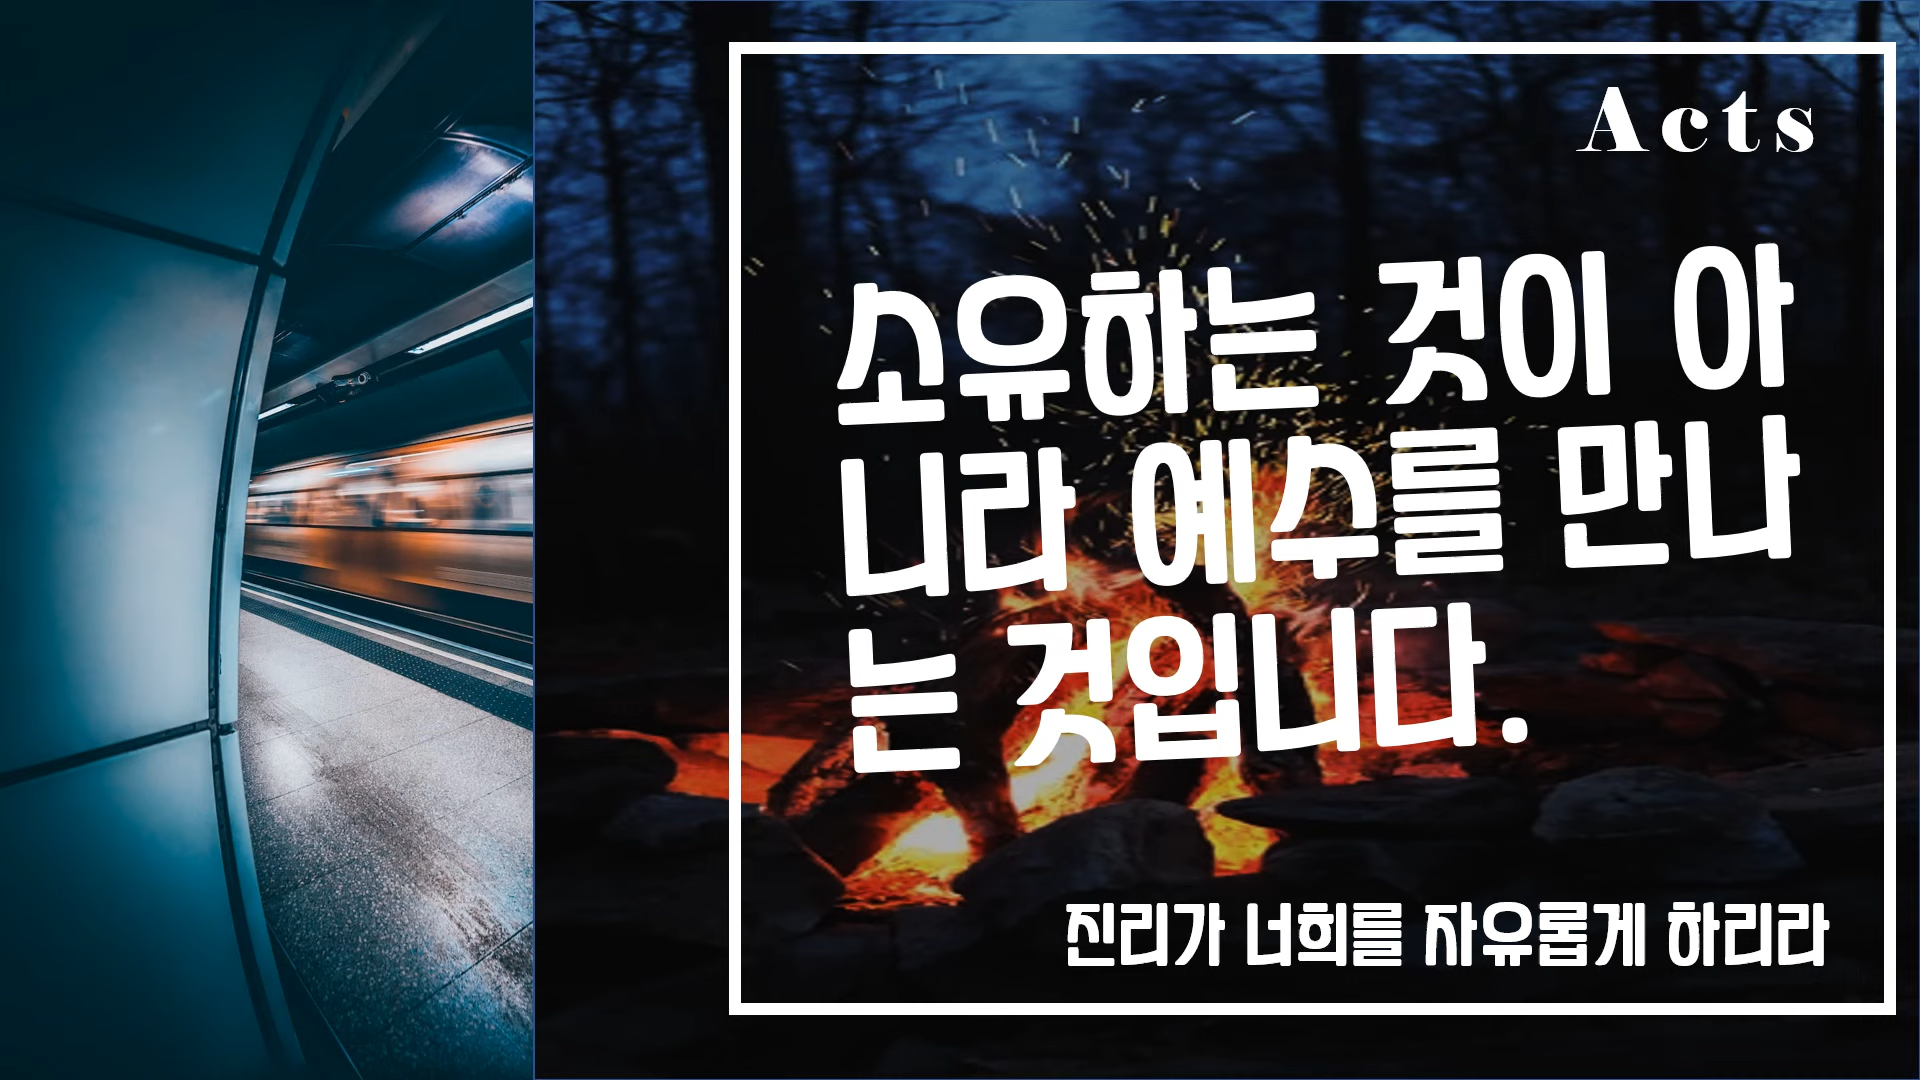 Acts
소유하는 것이 아
니라 예수를 만나
는 것입니다.
진리가 너희를 자유롭게 하리라